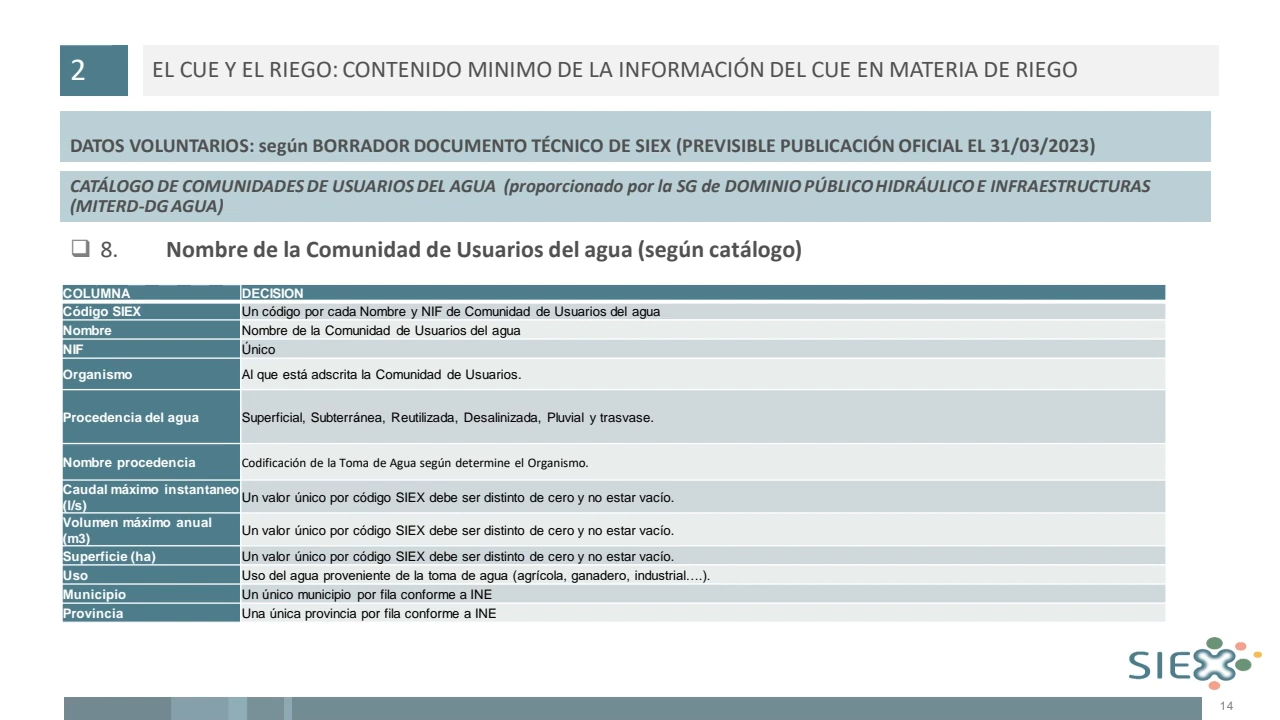 2
EL CUE Y EL RIEGO: CONTENIDO MINIMO DE LA INFORMACIÓN DEL CUE EN MATERIA DE RIEGO
DATOS VOLUNTARIOS: según BORRADOR DOCUMENTO TÉCNICO DE SIEX (PREVISIBLE PUBLICACIÓN OFICIAL EL 31/03/2023)
CATÁLOGO DE COMUNIDADES DE USUARIOS DEL AGUA (proporcionado por la SG de DOMINIO PÚBLICO HIDRÁULICO E INFRAESTRUCTURAS
(MITERD-DG AGUA)
8. Nombre de la Comunidad de Usuarios del agua (según catálogo)
COLUMNA DECISION
Código SIEX Un código por cada Nombre y NIF de Comunidad de Usuarios del agua
Nombre Nombre de la Comunidad de Usuarios del agua
NIF Único
Organismo Al que está adscrita la Comunidad de Usuarios.
Procedencia del agua Superficial, Subterránea, Reutilizada, Desalinizada, Pluvial y trasvase.
Nombre procedencia Codificación de la Toma de Agua según determine el Organismo.
Caudal máximo instantaneo
(l/s) Un valor único por código SIEX debe ser distinto de cero y no estar vacío.
Volumen máximo anual
(m3) Un valor único por código SIEX debe ser distinto de cero y no estar vacío.
Superficie (ha) Un valor único por código SIEX debe ser distinto de cero y no estar vacío.
Uso Uso del agua proveniente de la toma de agua (agrícola, ganadero, industrial….).
Municipio Un único municipio por fila conforme a INE
Provincia Una única provincia por fila conforme a INE
SIEX
14